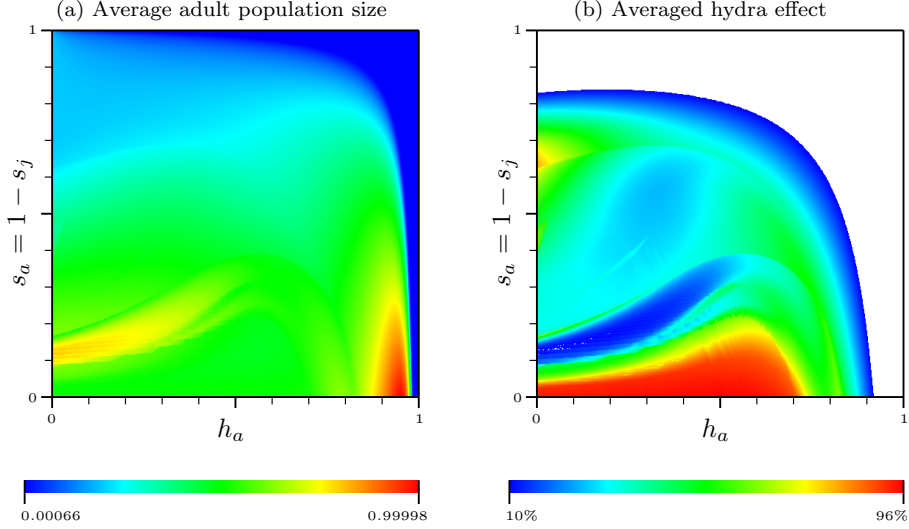 (a) Average adult population size
(b) Averaged hydra effect
1
s_a = 1 − s_j
0
0
1
h_a
1
s_a = 1 − s_j
0
0
1
h_a
0.00066
0.99998
10%
96%